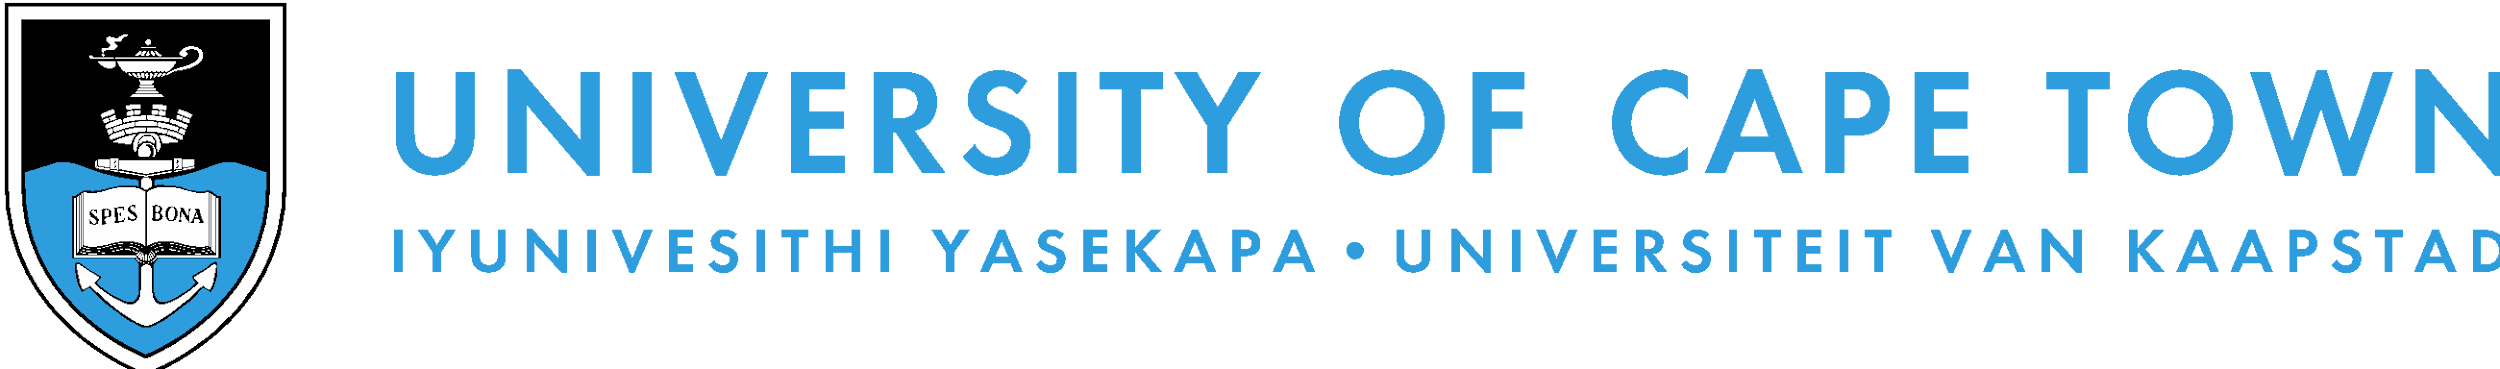 SPES BONA
UNIVERSITY OF CAPE TOWN
IYUNIVESITHI YASEKAPA • UNIVERSITEIT VAN KAAPSTAD